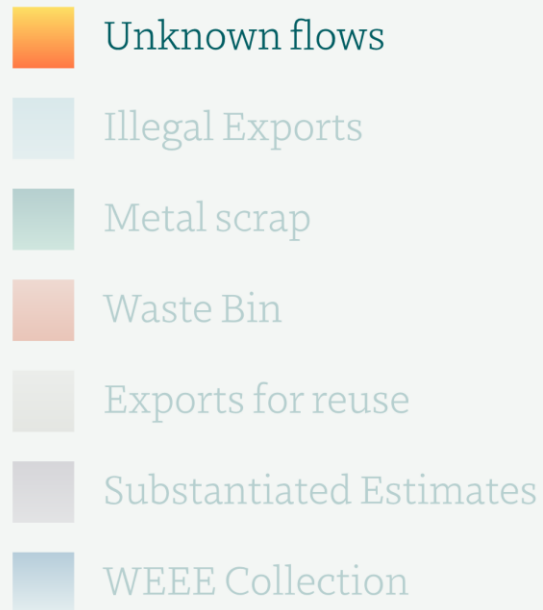 Unknown flows
Illegal Exports
Metal scrap
Waste Bin
Exports for reuse
Substantiated Estimates
WEEE Collection